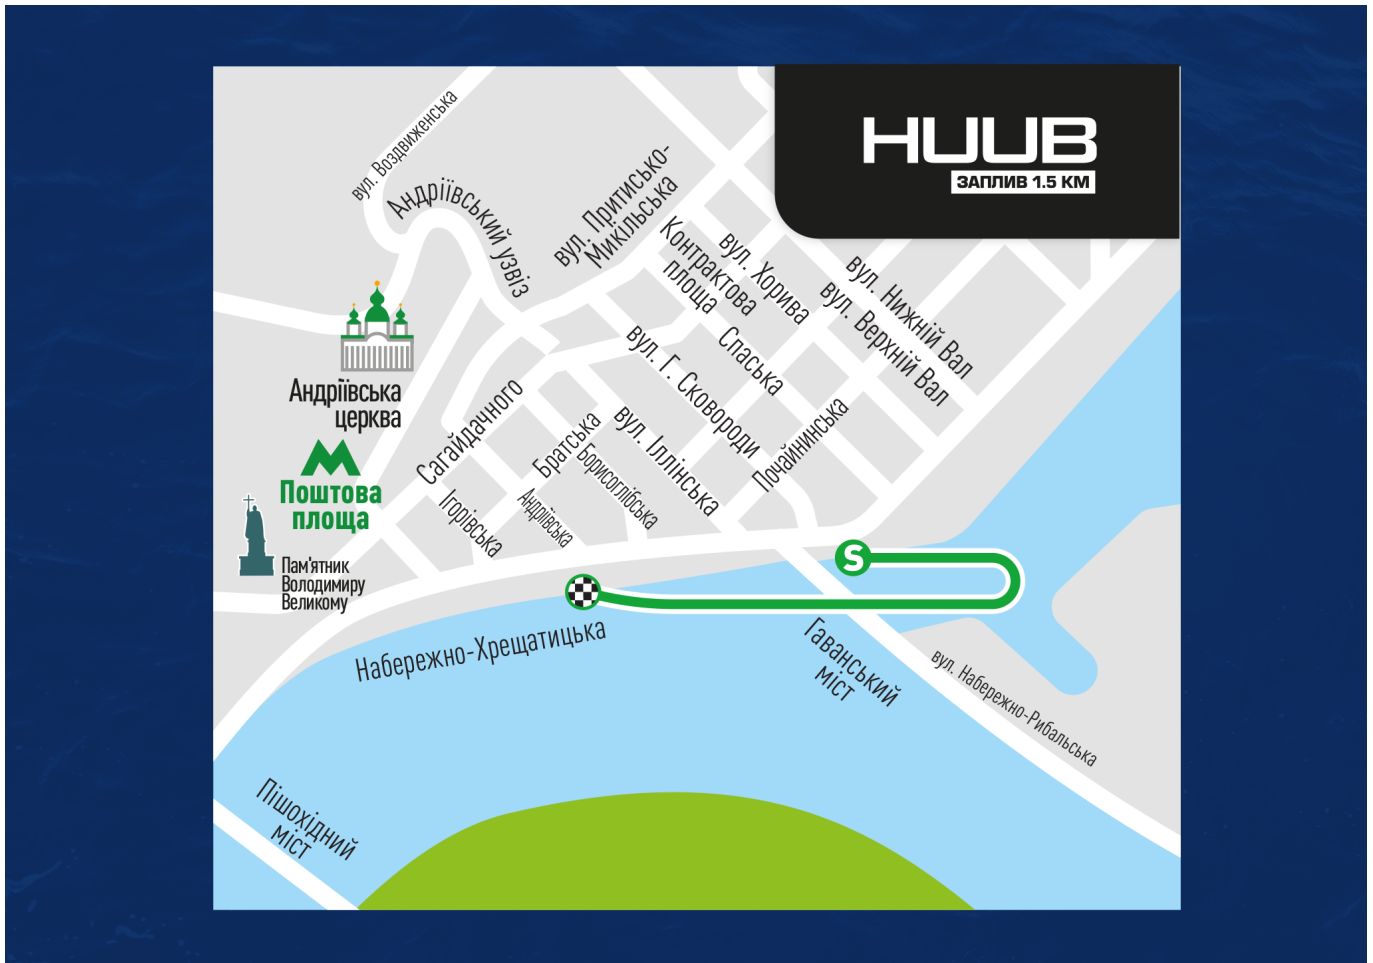 HUUB
ЗАПЛИВ 1.5 КМ
вул. Воздвиженська
Андріївський узвіз
вул. Притисько-
Микільська
Контрактова
площа
вул. Хорива
вул. Нижній Вал
вул. Верхній Вал
Спаська
вул. Г. Сковороди
Андріївська
церква
Сагайдачного
Братська
вул. Іллінська
Почайнинська
Борисоглібська
Поштова
площа
Ігорівська
Андріївська
Пам'ятник
Володимиру
Великому
S
Набережно-Хрещатицька
Гаванський
міст
вул. Набережно-Рибальська
Пішохідний
міст